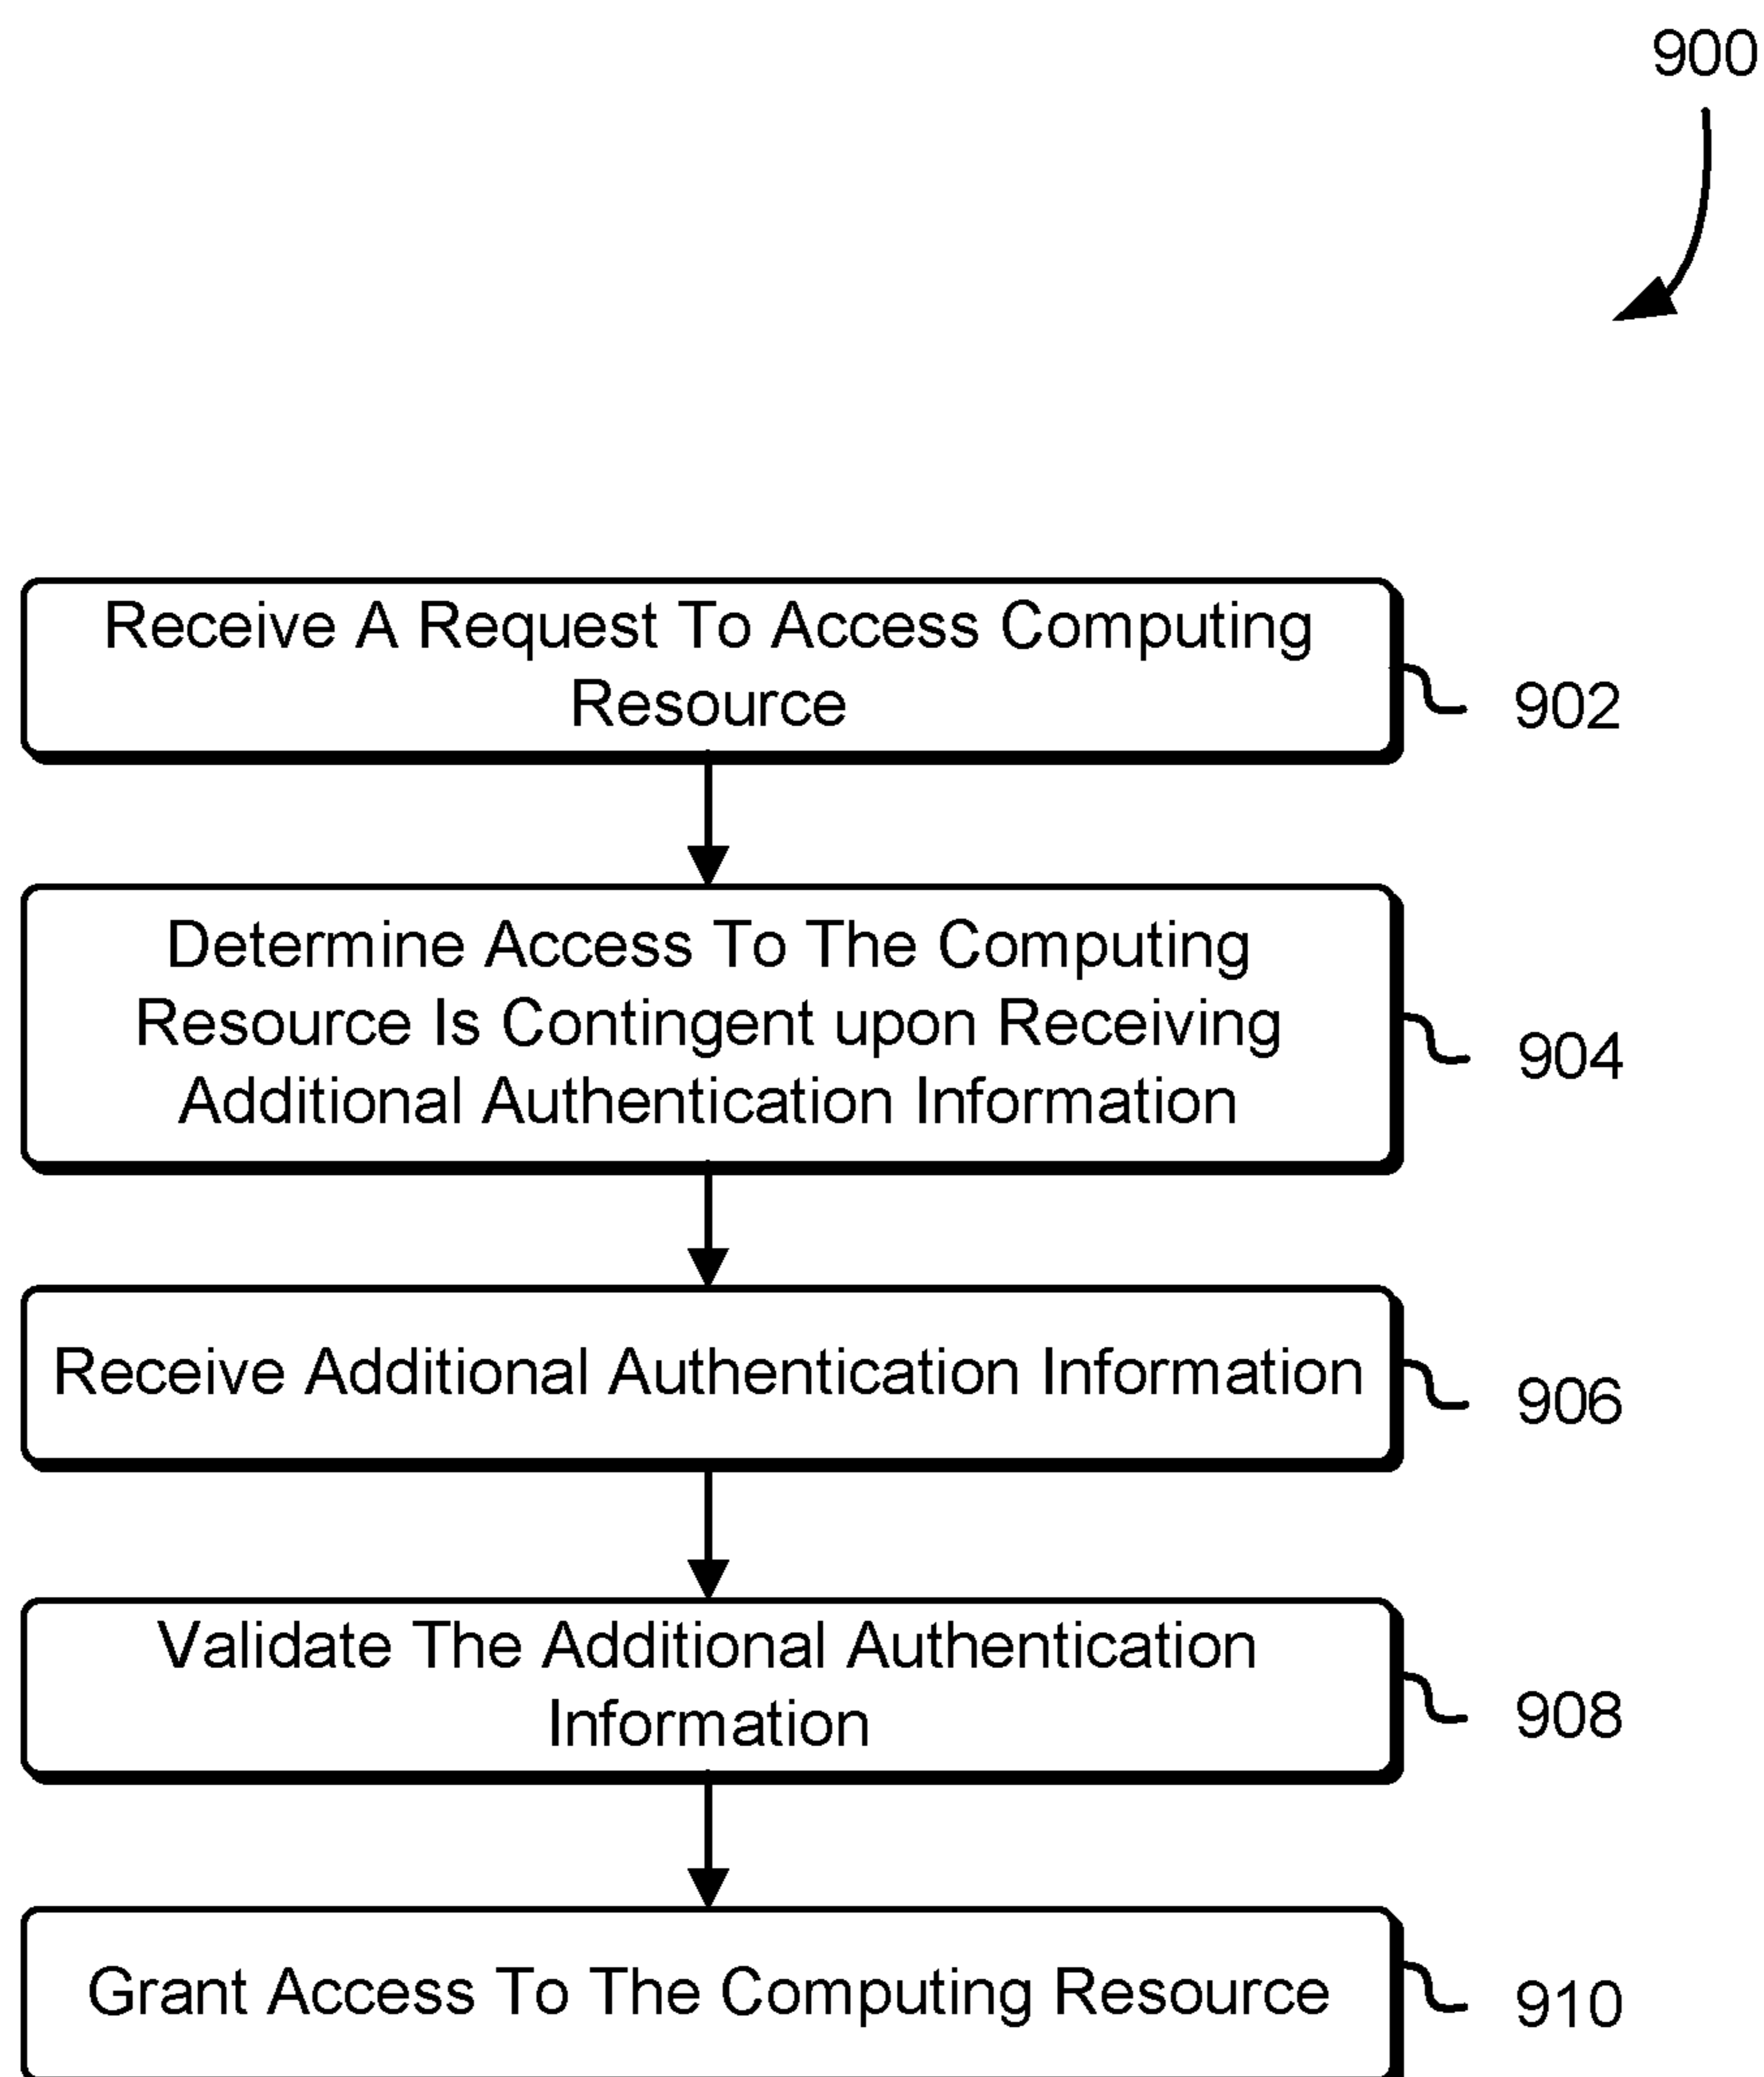 900
Receive A Request To Access Computing
Resource
902
Determine Access To The Computing
Resource Is Contingent upon Receiving
Additional Authentication Information
904
Receive Additional Authentication Information
906
Validate The Additional Authentication
Information
908
Grant Access To The Computing Resource
910